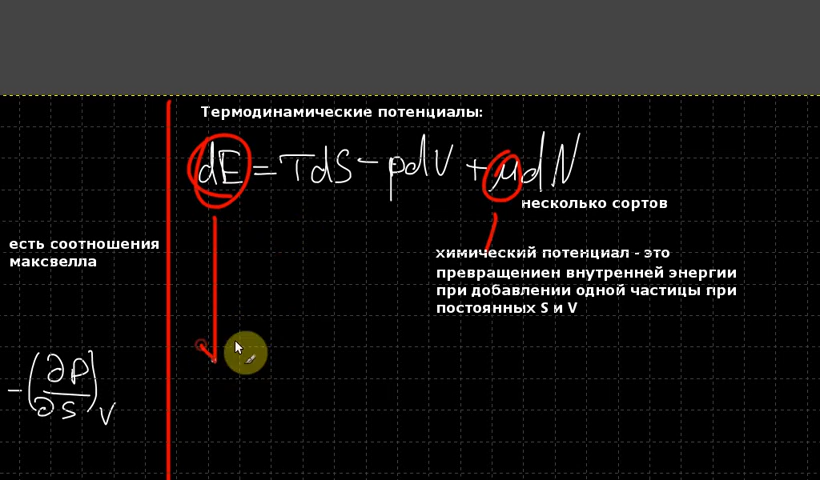 Термодинамические потенциалы:
dE = TdS - pdV + μdN
несколько сортов
есть соотношения
максвелла
химический потенциал - это
превращениен внутренней энергии
при добавлении одной частицы при
постоянных S и V
-(∂P/∂S)_V